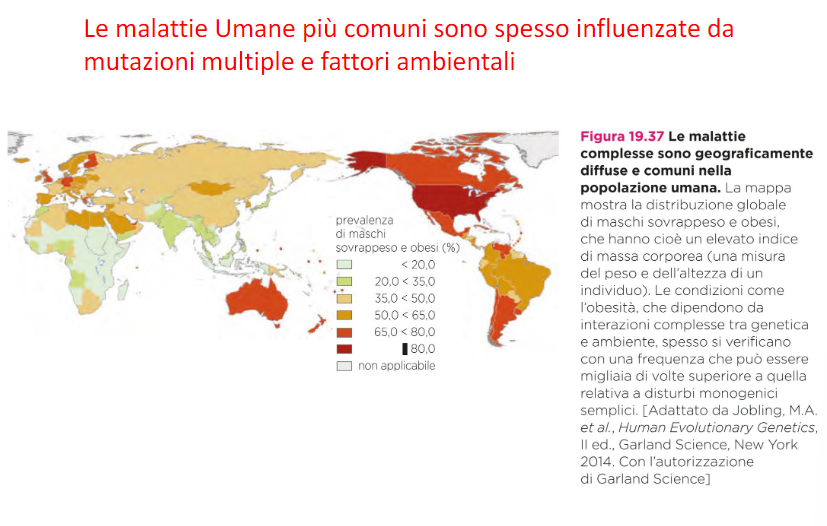 Le malattie Umane più comuni sono spesso influenzate da
mutazioni multiple e fattori ambientali
Figura 19.37 Le malattie
complesse sono geograficamente
diffuse e comuni nella
popolazione umana. La mappa
mostra la distribuzione globale
di maschi sovrappeso e obesi,
che hanno cioè un elevato indice
di massa corporea (una misura
del peso e dell'altezza di un
individuo). Le condizioni come
l'obesità, che dipendono da
interazioni complesse tra genetica
e ambiente, spesso si verificano
con una frequenza che può essere
migliaia di volte superiore a quella
relativa a disturbi monogenici
semplici. [Adattato da Jobling, M.A.
et al., Human Evolutionary Genetics,
II ed., Garland Science, New York
2014. Con l'autorizzazione
di Garland Science]
prevalenza
di maschi
sovrappeso e obesi (%)
< 20,0
20,0 < 35,0
35,0 < 50,0
50,0 < 65,0
65,0 < 80,0
80,0
non applicabile